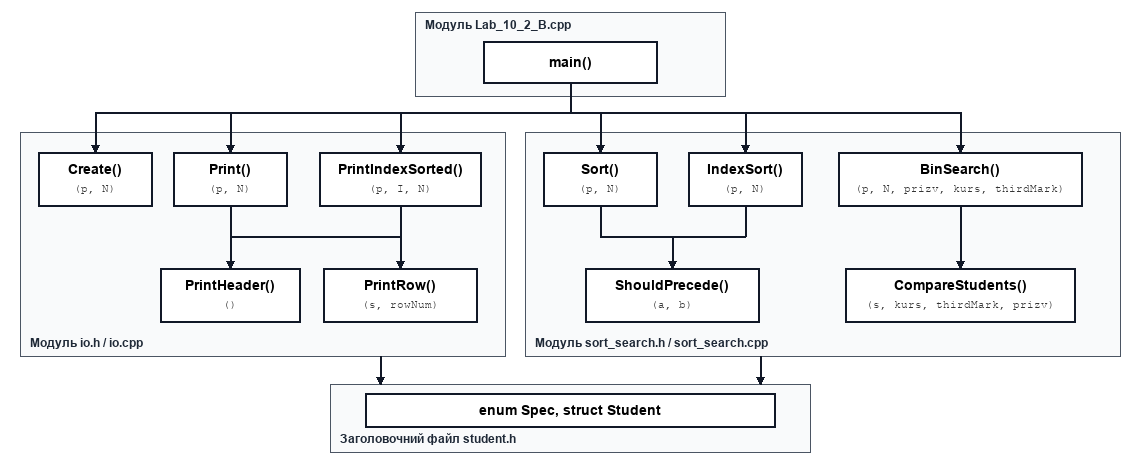 Модуль Lab_10_2_B.cpp
main()
Create()
(p, N)
Print()
(p, N)
PrintIndexSorted()
(p, I, N)
PrintHeader()
()
PrintRow()
(s, rowNum)
Модуль io.h / io.cpp
Sort()
(p, N)
IndexSort()
(p, N)
BinSearch()
(p, N, prizv, kurs, thirdMark)
ShouldPrecede()
(a, b)
CompareStudents()
(s, kurs, thirdMark, prizv)
Модуль sort_search.h / sort_search.cpp
enum Spec, struct Student
Заголовочний файл student.h